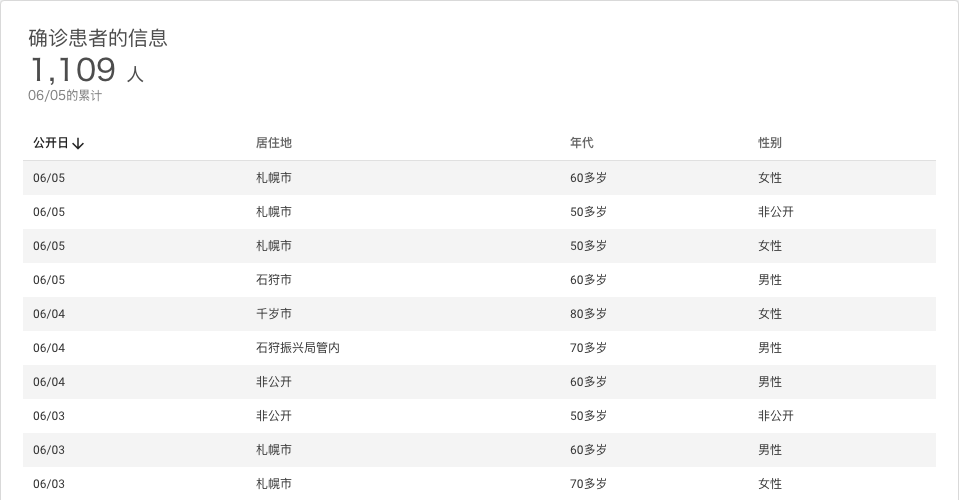 确诊患者的信息
1,109 人
06/05的累计
公开日↓ 居住地 年代 性别
06/05 札幌市 60多岁 女性
06/05 札幌市 50多岁 非公开
06/05 札幌市 50多岁 女性
06/05 石狩市 60多岁 男性
06/04 千岁市 80多岁 女性
06/04 石狩振兴局管内 70多岁 男性
06/04 非公开 60多岁 男性
06/03 非公开 50多岁 非公开
06/03 札幌市 60多岁 男性
06/03 札幌市 70多岁 女性